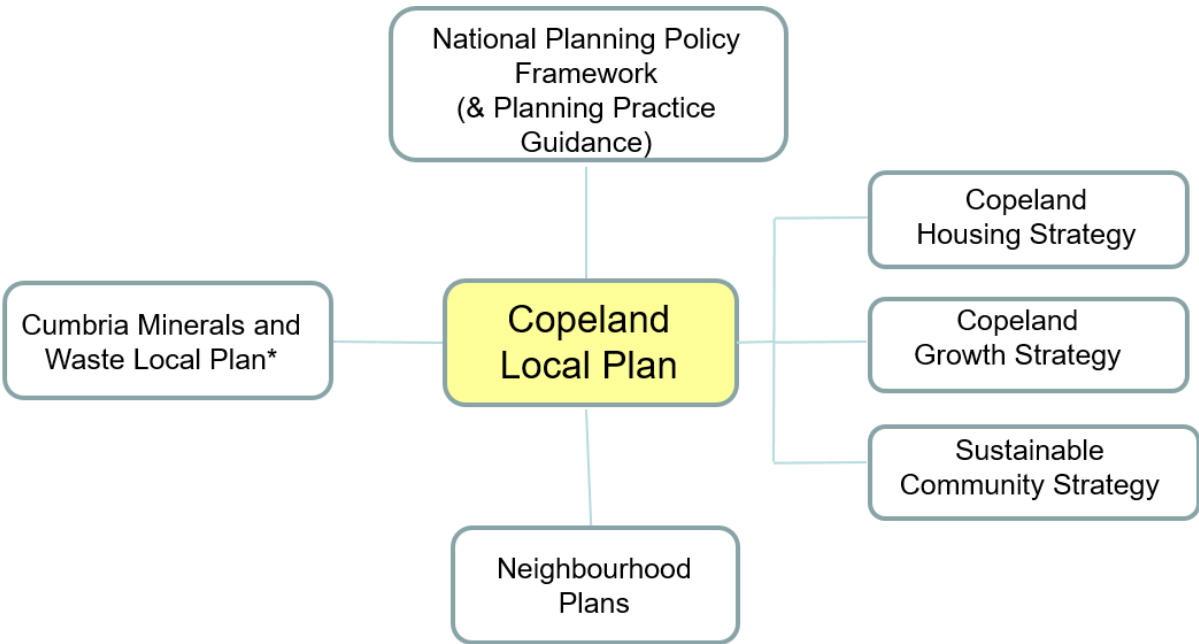 National Planning Policy
Framework
(& Planning Practice
Guidance)
Copeland
Housing Strategy
Cumbria Minerals and
Waste Local Plan*
Copeland
Local Plan
Copeland
Growth Strategy
Sustainable
Community Strategy
Neighbourhood
Plans